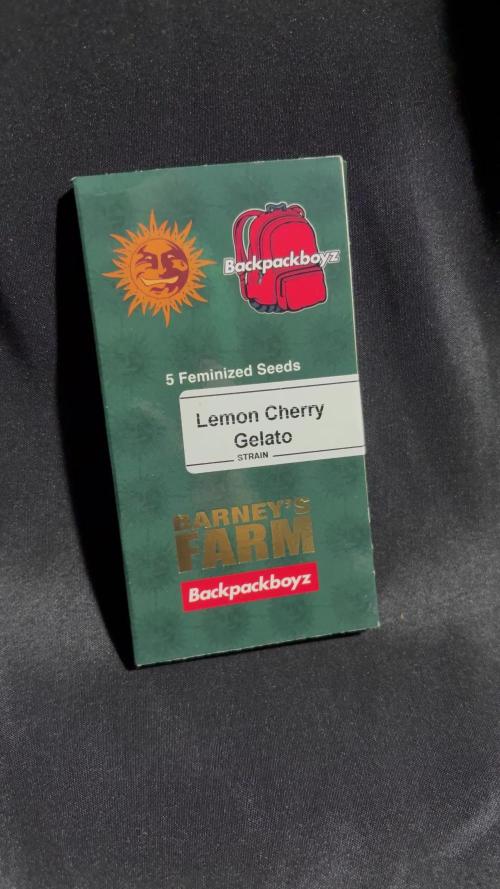 Backpackboyz
5 Feminized Seeds
Lemon Cherry
Gelato
STRAIN
BARNEY'S
FARM
Backpackboyz